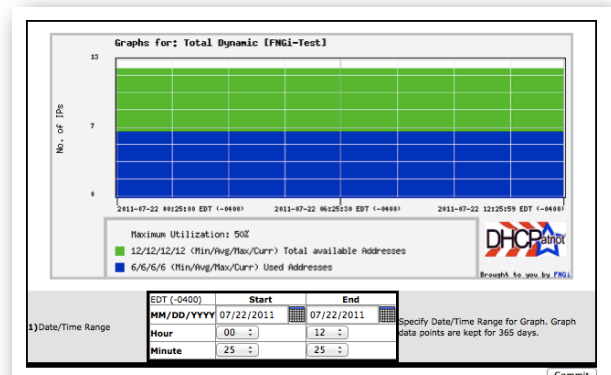 Graphs for: Total Dynamic [FNGi-Test]
13
No. of IPs
7
0
2011-07-22 00:25:00 EDT (-0400) 2011-07-22 06:25:30 EDT (-0400) 2011-07-22 12:25:59 EDT (-0400)
Maximum Utilization: 50%
12/12/12/12 (Min/Avg/Max/Curr) Total available Addresses
6/6/6/6 (Min/Avg/Max/Curr) Used Addresses
DHCPatriot
Brought to you by FNGi
EDT (-0400) Start End
1)Date/Time Range
MM/DD/YYYY 07/22/2011 07/22/2011
Hour 00 12
Minute 25 25
Specify Date/Time Range for Graph. Graph
data points are kept for 365 days.
Commit